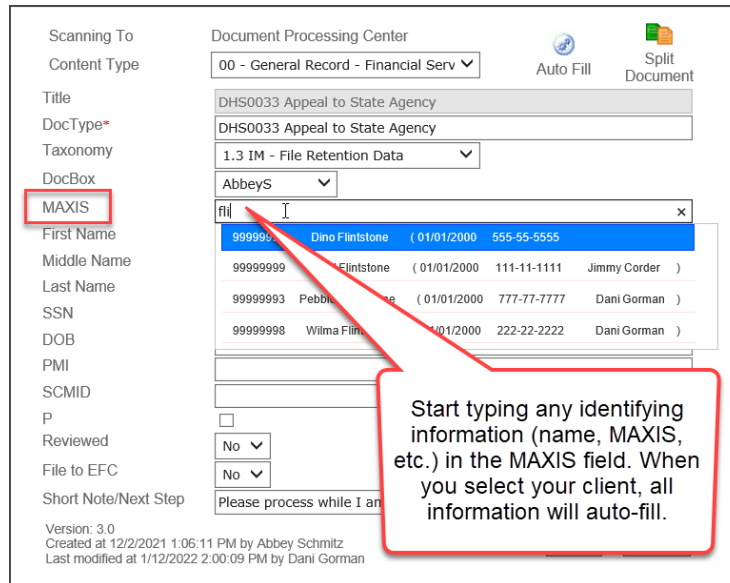 Scanning To Document Processing Center
Content Type 00 - General Record - Financial Serv Auto Fill Split Document
Title DHS0033 Appeal to State Agency
DocType* DHS0033 Appeal to State Agency
Taxonomy 1.3 IM - File Retention Data
DocBox AbbeyS
MAXIS fli ×
First Name Dino Flintstone ( 01/01/2000 555-55-5555
Middle Name 99999999 Flintstone ( 01/01/2000 111-11-1111 Jimmy Corder )
Last Name
99999993 ( 01/01/2000 777-77-7777 Dani Gorman )
SSN
99999998 Wilma 222-22-2222 Dani Gorman )
DOB
PMI
SCMID
P
Reviewed No
File to EFC No
Short Note/Next Step Please process while I am
Start typing any identifying
information (name, MAXIS,
etc.) in the MAXIS field. When
you select your client, all
information will auto-fill.
Version: 3.0
Created at 12/2/2021 1:06:11 PM by Abbey Schmitz
Last modified at 1/12/2022 2:00:09 PM by Dani Gorman